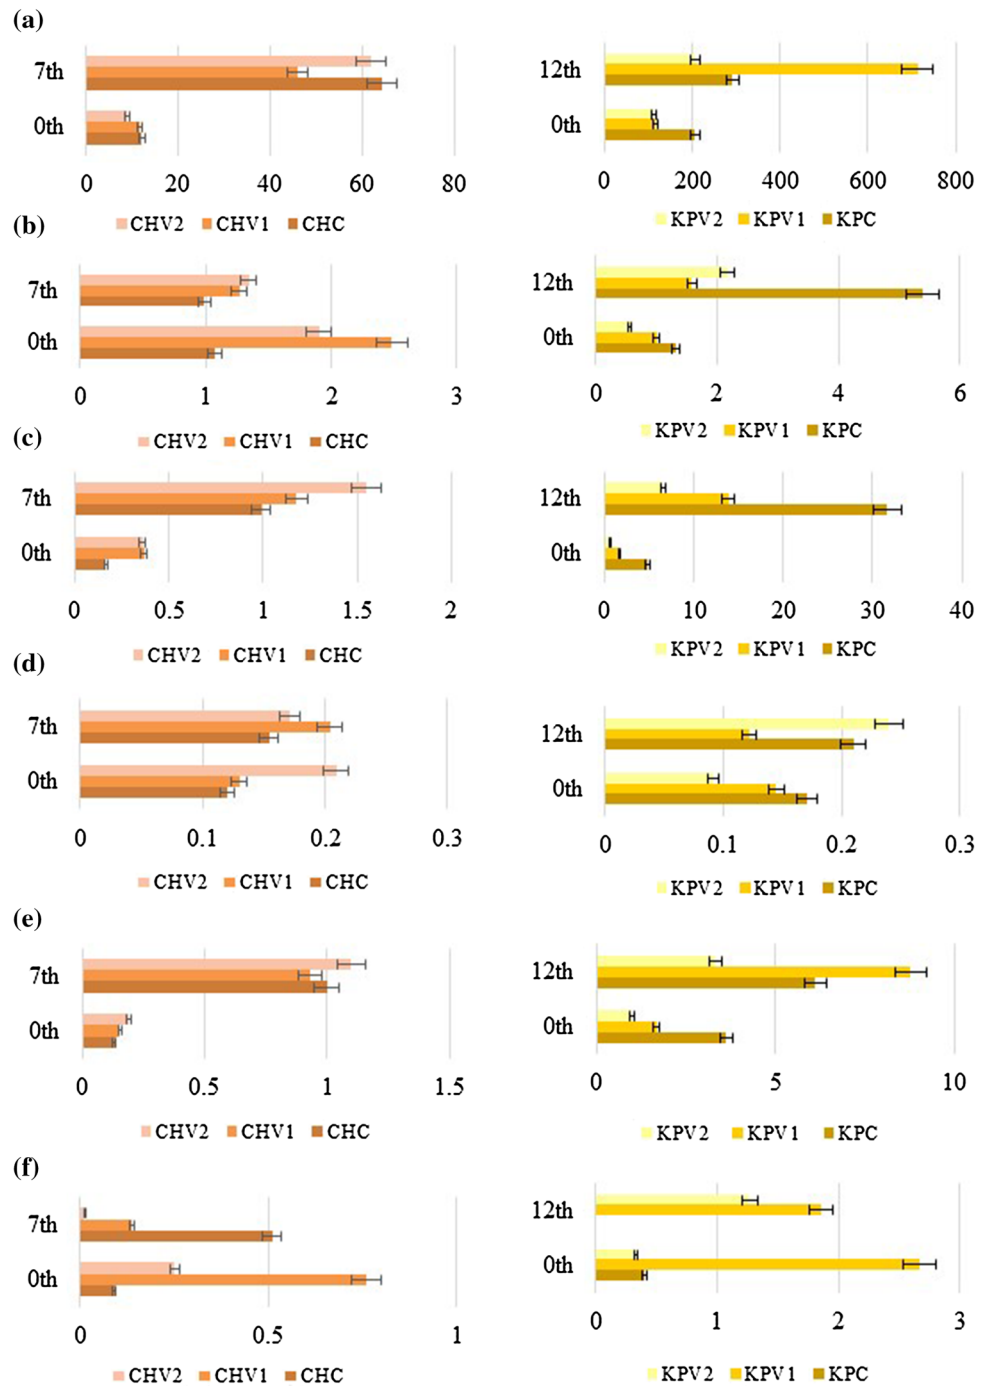 (a)
7th
0th
0 20 40 60 80
CHV2 CHV1 CHC
12th
0th
0 200 400 600 800
KPV2 KPV1 KPC
(b)
7th
0th
0 1 2 3
CHV2 CHV1 CHC
12th
0th
0 2 4 6
KPV2 KPV1 KPC
(c)
7th
0th
0 0.5 1 1.5 2
CHV2 CHV1 CHC
12th
0th
0 10 20 30 40
KPV2 KPV1 KPC
(d)
7th
0th
0 0.1 0.2 0.3
CHV2 CHV1 CHC
12th
0th
0 0.1 0.2 0.3
KPV2 KPV1 KPC
(e)
7th
0th
0 0.5 1 1.5
CHV2 CHV1 CHC
12th
0th
0 5 10
KPV2 KPV1 KPC
(f)
7th
0th
0 0.5 1
CHV2 CHV1 CHC
12th
0th
0 1 2 3
KPV2 KPV1 KPC